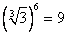 (∛3)⁶ = 9